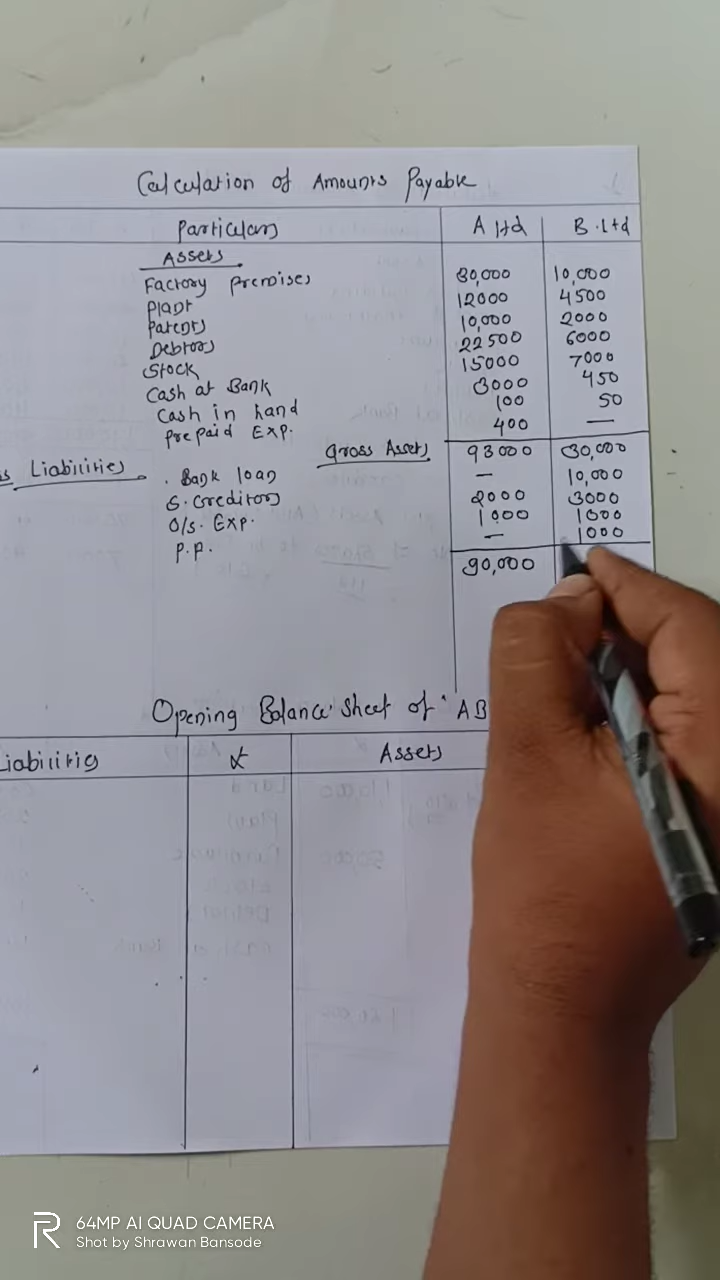 Calculation of Amounts Payable
Particulars A ltd B.Ltd
Assets
Factory premises 30,000 10,000
Plant 12000 4500
Patents 10,000 2000
Debtors 22500 6000
Stock 15000 7000
Cash at Bank 3000 450
Cash in hand 100 50
prepaid Exp. 400 —
Gross Assets 93000 30,000
s Liabilities . Bank loan — 10,000
S. Creditors 2000 3000
O/s. Exp. 1000 1000
P.P. — 1000
90,000
Opening Balance Sheet of 'AB
iabilities Assets
64MP AI QUAD CAMERA
Shot by Shrawan Bansode